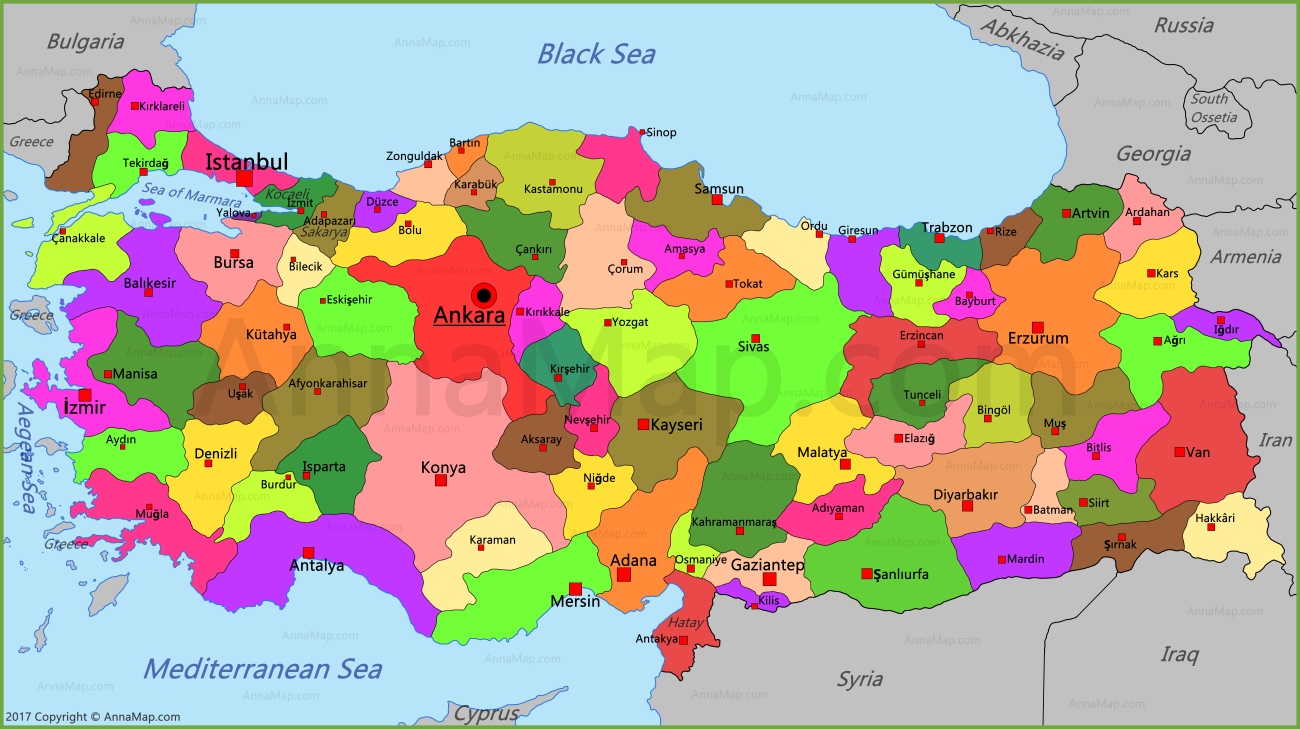 AnnaMap.com
Bulgaria
Black Sea
Abkhazia
Russia
South
Ossetia
Georgia
Armenia
Iran
Iraq
Syria
Cyprus
Mediterranean Sea
Aegean Sea
Sea of Marmara
Greece
Greece
Greece
Edirne
Kırklareli
Tekirdağ
Istanbul
Kocaeli
İzmit
Yalova
Adapazarı
Sakarya
Düzce
Zonguldak
Bartın
Karabük
Kastamonu
Sinop
Samsun
Ordu
Giresun
Trabzon
Rize
Artvin
Ardahan
Çanakkale
Bursa
Bilecik
Bolu
Çankırı
Çorum
Amasya
Tokat
Gümüşhane
Bayburt
Kars
Iğdır
Balıkesir
Eskişehir
Kütahya
Ankara
Kırıkkale
Yozgat
Sivas
Erzincan
Erzurum
Ağrı
Manisa
Uşak
Afyonkarahisar
Kırşehir
Nevşehir
Kayseri
Tunceli
Bingöl
Muş
İzmir
Aydın
Denizli
Isparta
Burdur
Konya
Aksaray
Niğde
Malatya
Elazığ
Bitlis
Van
Muğla
Antalya
Karaman
Mersin
Adana
Osmaniye
Kahramanmaraş
Adıyaman
Diyarbakır
Batman
Siirt
Hakkâri
Gaziantep
Kilis
Şanlıurfa
Mardin
Şırnak
Hatay
Antakya
AnnaMap.com
2017 Copyright © AnnaMap.com